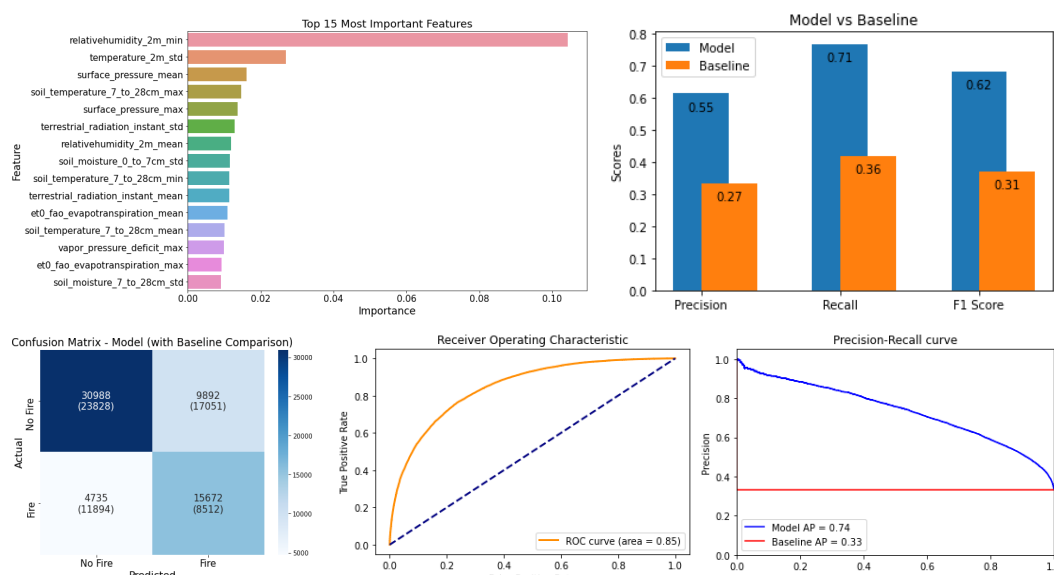 Top 15 Most Important Features
Feature
relativehumidity_2m_min
temperature_2m_std
surface_pressure_mean
soil_temperature_7_to_28cm_max
surface_pressure_max
terrestrial_radiation_instant_std
relativehumidity_2m_mean
soil_moisture_0_to_7cm_std
soil_temperature_7_to_28cm_min
terrestrial_radiation_instant_mean
et0_fao_evapotranspiration_mean
soil_temperature_7_to_28cm_mean
vapor_pressure_deficit_max
et0_fao_evapotranspiration_max
soil_moisture_7_to_28cm_std
0.00 0.02 0.04 0.06 0.08 0.10
Importance
Model vs Baseline
Scores
0.8
0.7
0.6
0.5
0.4
0.3
0.2
0.1
0.0
Model
Baseline
0.55
0.27
0.71
0.36
0.62
0.31
Precision Recall F1 Score
Confusion Matrix - Model (with Baseline Comparison)
Actual
No Fire
Fire
30988
(23828)
9892
(17051)
4735
(11894)
15672
(8512)
No Fire Fire
Predicted
30000
25000
20000
15000
10000
5000
Receiver Operating Characteristic
True Positive Rate
1.0
0.8
0.6
0.4
0.2
0.0
ROC curve (area = 0.85)
0.0 0.2 0.4 0.6 0.8 1.0
Precision-Recall curve
Precision
1.0
0.8
0.6
0.4
0.2
0.0
Model AP = 0.74
Baseline AP = 0.33
0.0 0.2 0.4 0.6 0.8